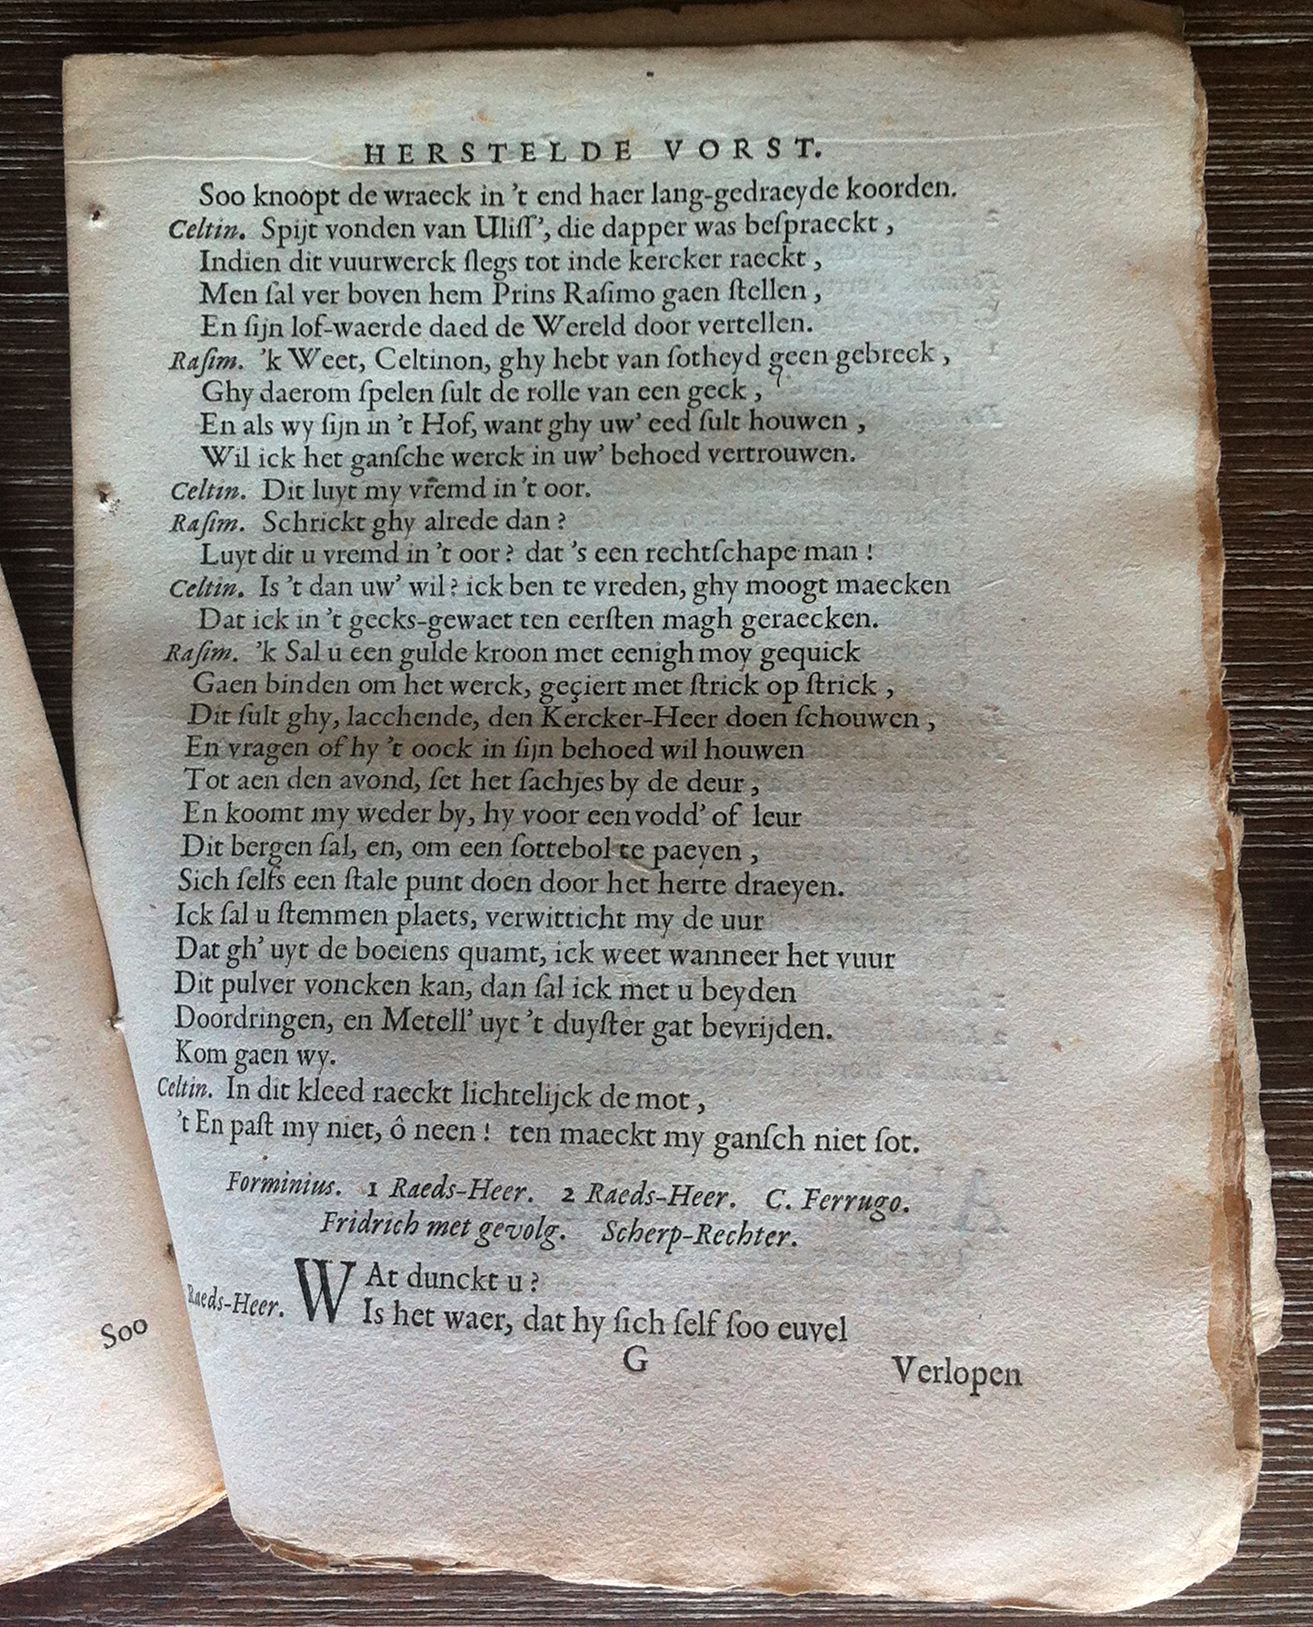 HERSTELDE VORST.
Soo knoopt de wraeck in 't end haer lang-gedraeyde koorden.
Celtin. Spijt vonden van Uliſſ', die dapper was beſpraeckt,
Indien dit vuurwerck ſlegs tot inde kercker raeckt,
Men ſal ver boven hem Prins Raſimo gaen ſtellen,
En ſijn lof-waerde daed de Wereld door vertellen.
Raſim. 'k Weet, Celtinon, ghy hebt van ſotheyd geen gebreck,
Ghy daerom ſpelen ſult de rolle van een geck,
En als wy ſijn in 't Hof, want ghy uw' eed ſult houwen,
Wil ick het ganſche werck in uw' behoed vertrouwen.
Celtin. Dit luyt my vremd in 't oor.
Raſim. Schrickt ghy alrede dan?
Luyt dit u vremd in 't oor? dat 's een rechtſchape man!
Celtin. Is 't dan uw' wil? ick ben te vreden, ghy moogt maecken
Dat ick in 't gecks-gewaet ten eerſten magh geraecken.
Raſim. 'k Sal u een gulde kroon met eenigh moy gequick
Gaen binden om het werck, geçiert met ſtrick op ſtrick,
Dit ſult ghy, lacchende, den Kercker-Heer doen ſchouwen,
En vragen of hy 't oock in ſijn behoed wil houwen
Tot aen den avond, ſet het ſachjes by de deur,
En koomt my weder by, hy voor een vodd' of leur
Dit bergen ſal, en, om een ſottebol te paeyen,
Sich ſelfs een ſtale punt doen door het herte draeyen.
Ick ſal u ſtemmen plaets, verwitticht my de uur
Dat gh' uyt de boeiens quamt, ick weet wanneer het vuur
Dit pulver voncken kan, dan ſal ick met u beyden
Doordringen, en Metell' uyt 't duyſter gat bevrijden.
Kom gaen wy.
Celtin. In dit kleed raeckt lichtelijck de mot,
't En paſt my niet, ô neen! ten maeckt my ganſch niet ſot.
Forminius. 1 Raeds-Heer. 2 Raeds-Heer. C. Ferrugo.
Fridrich met gevolg. Scherp-Rechter.
WAt dunckt u?
Raeds-Heer. Is het waer, dat hy ſich ſelf ſoo euvel
G
Verlopen
Soo